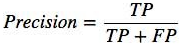 Precision = TP / TP + FP